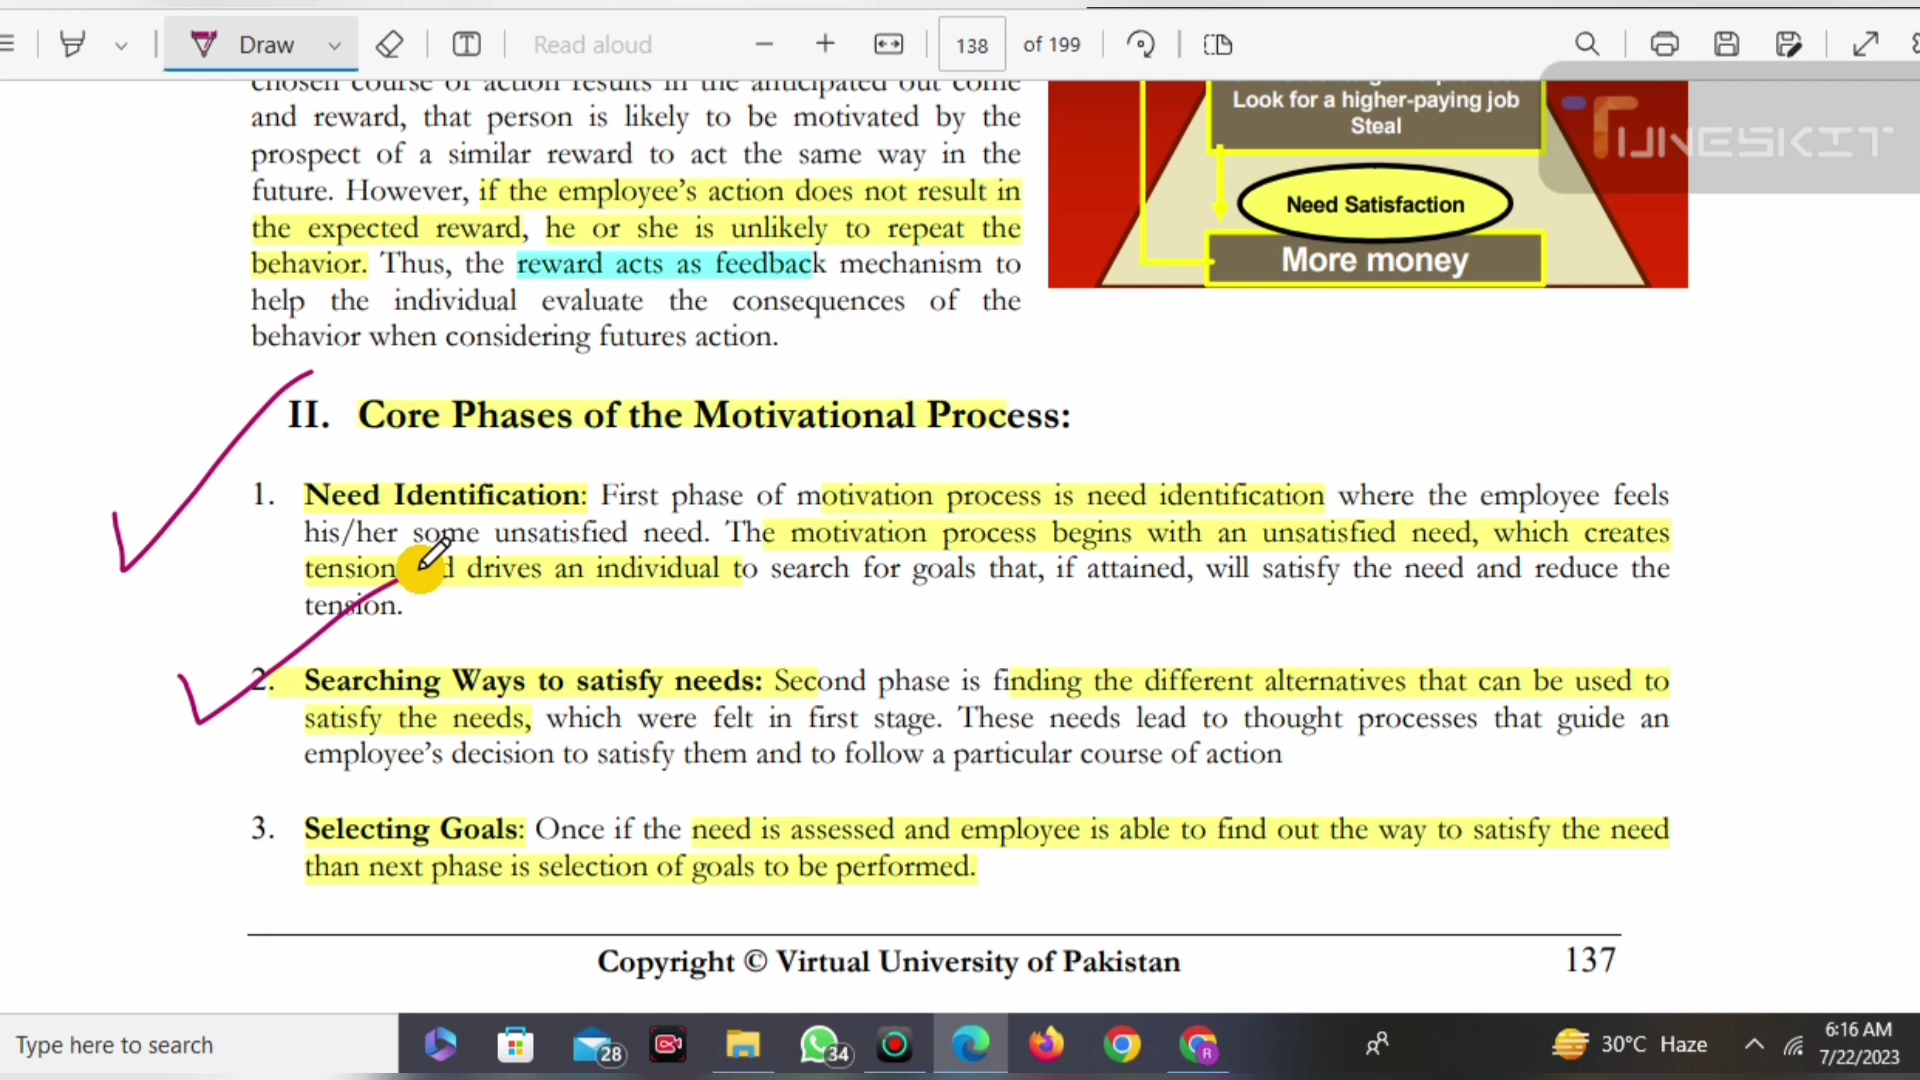 Draw
Read aloud
138 of 199
chosen course of action results in the anticipated out come
and reward, that person is likely to be motivated by the
prospect of a similar reward to act the same way in the
future. However, if the employee's action does not result in
the expected reward, he or she is unlikely to repeat the
behavior. Thus, the reward acts as feedback mechanism to
help the individual evaluate the consequences of the
behavior when considering futures action.
Look for a higher-paying job
Steal
Need Satisfaction
More money
TUNESKIT
II. Core Phases of the Motivational Process:
1. Need Identification: First phase of motivation process is need identification where the employee feels
his/her some unsatisfied need. The motivation process begins with an unsatisfied need, which creates
tension drives an individual to search for goals that, if attained, will satisfy the need and reduce the
tension.
2. Searching Ways to satisfy needs: Second phase is finding the different alternatives that can be used to
satisfy the needs, which were felt in first stage. These needs lead to thought processes that guide an
employee's decision to satisfy them and to follow a particular course of action
3. Selecting Goals: Once if the need is assessed and employee is able to find out the way to satisfy the need
than next phase is selection of goals to be performed.
Copyright © Virtual University of Pakistan 137
Type here to search
28
34
R
30°C Haze
6:16 AM
7/22/2023